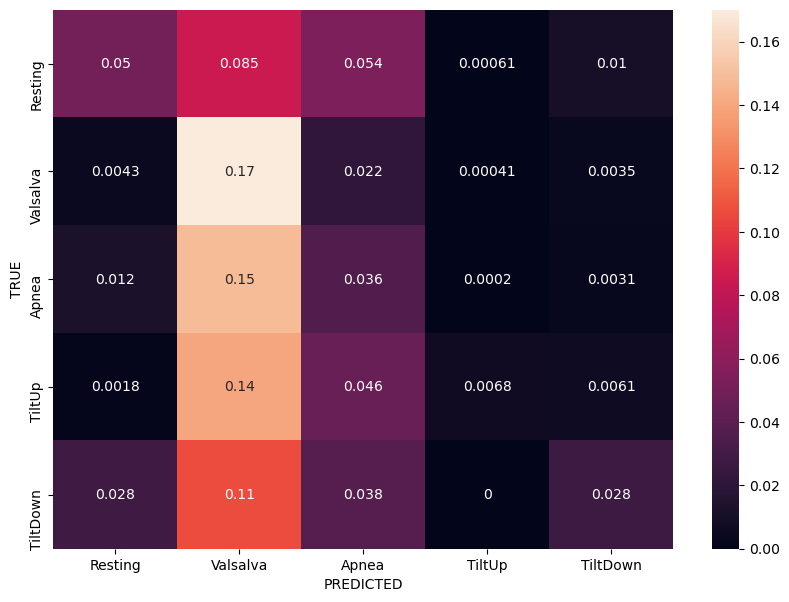 TRUE
Resting 0.05 0.085 0.054 0.00061 0.01
Valsalva 0.0043 0.17 0.022 0.00041 0.0035
Apnea 0.012 0.15 0.036 0.0002 0.0031
TiltUp 0.0018 0.14 0.046 0.0068 0.0061
TiltDown 0.028 0.11 0.038 0 0.028
Resting Valsalva Apnea TiltUp TiltDown
PREDICTED
0.16
0.14
0.12
0.10
0.08
0.06
0.04
0.02
0.00